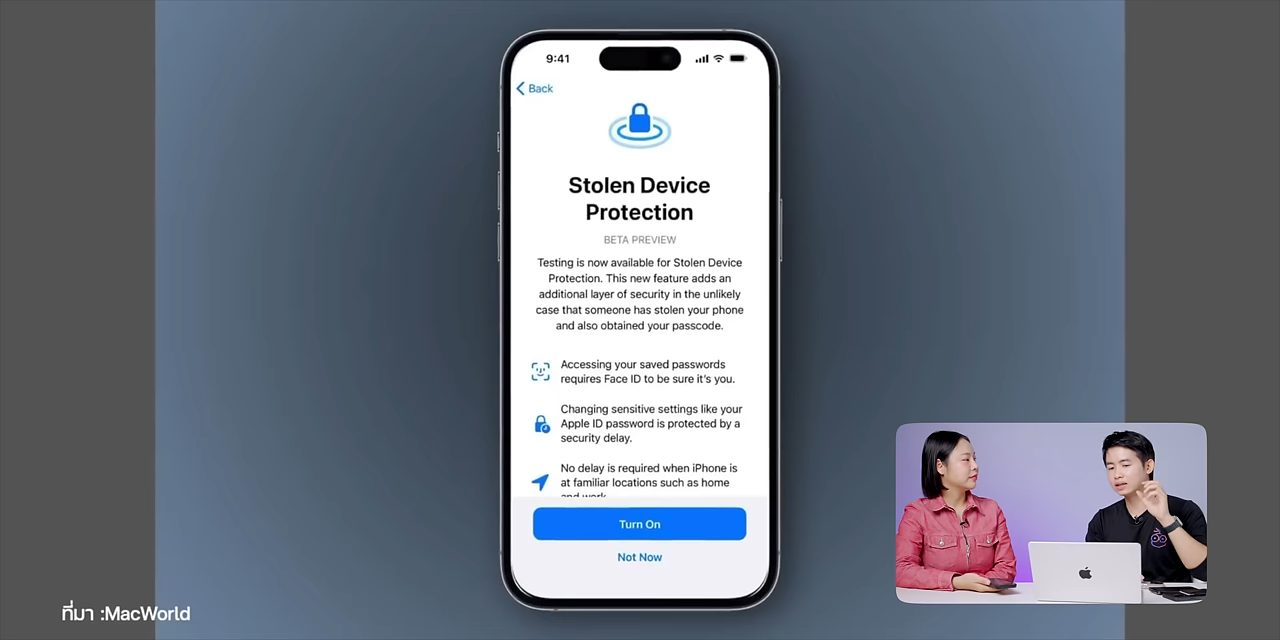 9:41
Back
Stolen Device
Protection
BETA PREVIEW
Testing is now available for Stolen Device
Protection. This new feature adds an
additional layer of security in the unlikely
case that someone has stolen your phone
and also obtained your passcode.
Accessing your saved passwords
requires Face ID to be sure it's you.
Changing sensitive settings like your
Apple ID password is protected by a
security delay.
No delay is required when iPhone is
at familiar locations such as home
and work
Turn On
Not Now
ที่มา :MacWorld